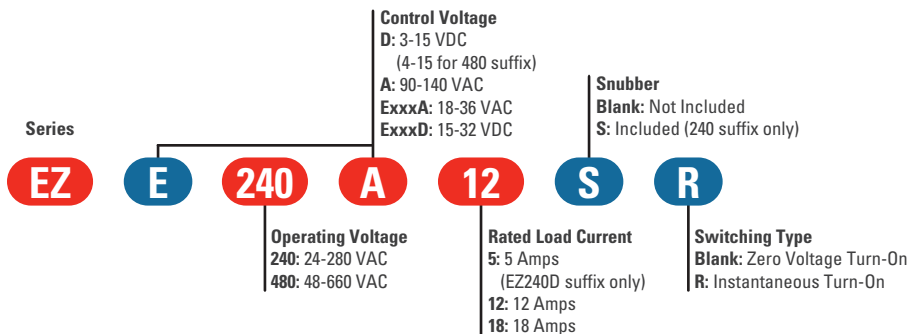 Control Voltage
D: 3-15 VDC
(4-15 for 480 suffix)
A: 90-140 VAC
ExxxA: 18-36 VAC
ExxxD: 15-32 VDC
Snubber
Blank: Not Included
S: Included (240 suffix only)
Series
EZ E 240 A 12 S R
Operating Voltage
240: 24-280 VAC
480: 48-660 VAC
Rated Load Current
5: 5 Amps
(EZ240D suffix only)
12: 12 Amps
18: 18 Amps
Switching Type
Blank: Zero Voltage Turn-On
R: Instantaneous Turn-On